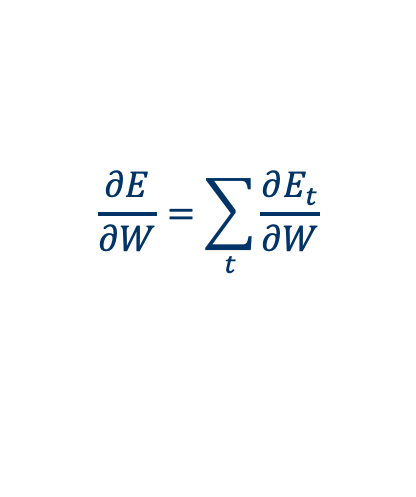 ∂E/∂W = ∑_t ∂E_t/∂W